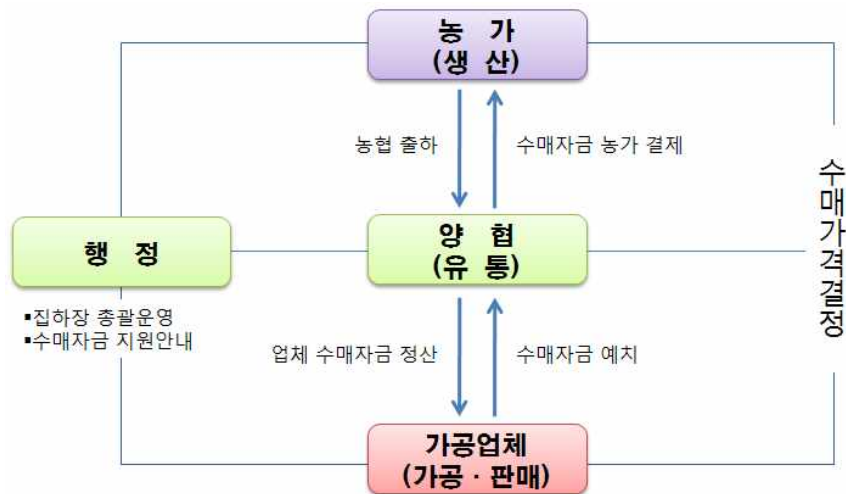 농 가
(생 산)
농협 출하
수매자금 농가 결제
행 정
양 협
(유 통)
수매가격결정
▪집하장 총괄운영
▪수매자금 지원안내
업체 수매자금 정산
수매자금 예치
가공업체
(가공 · 판매)